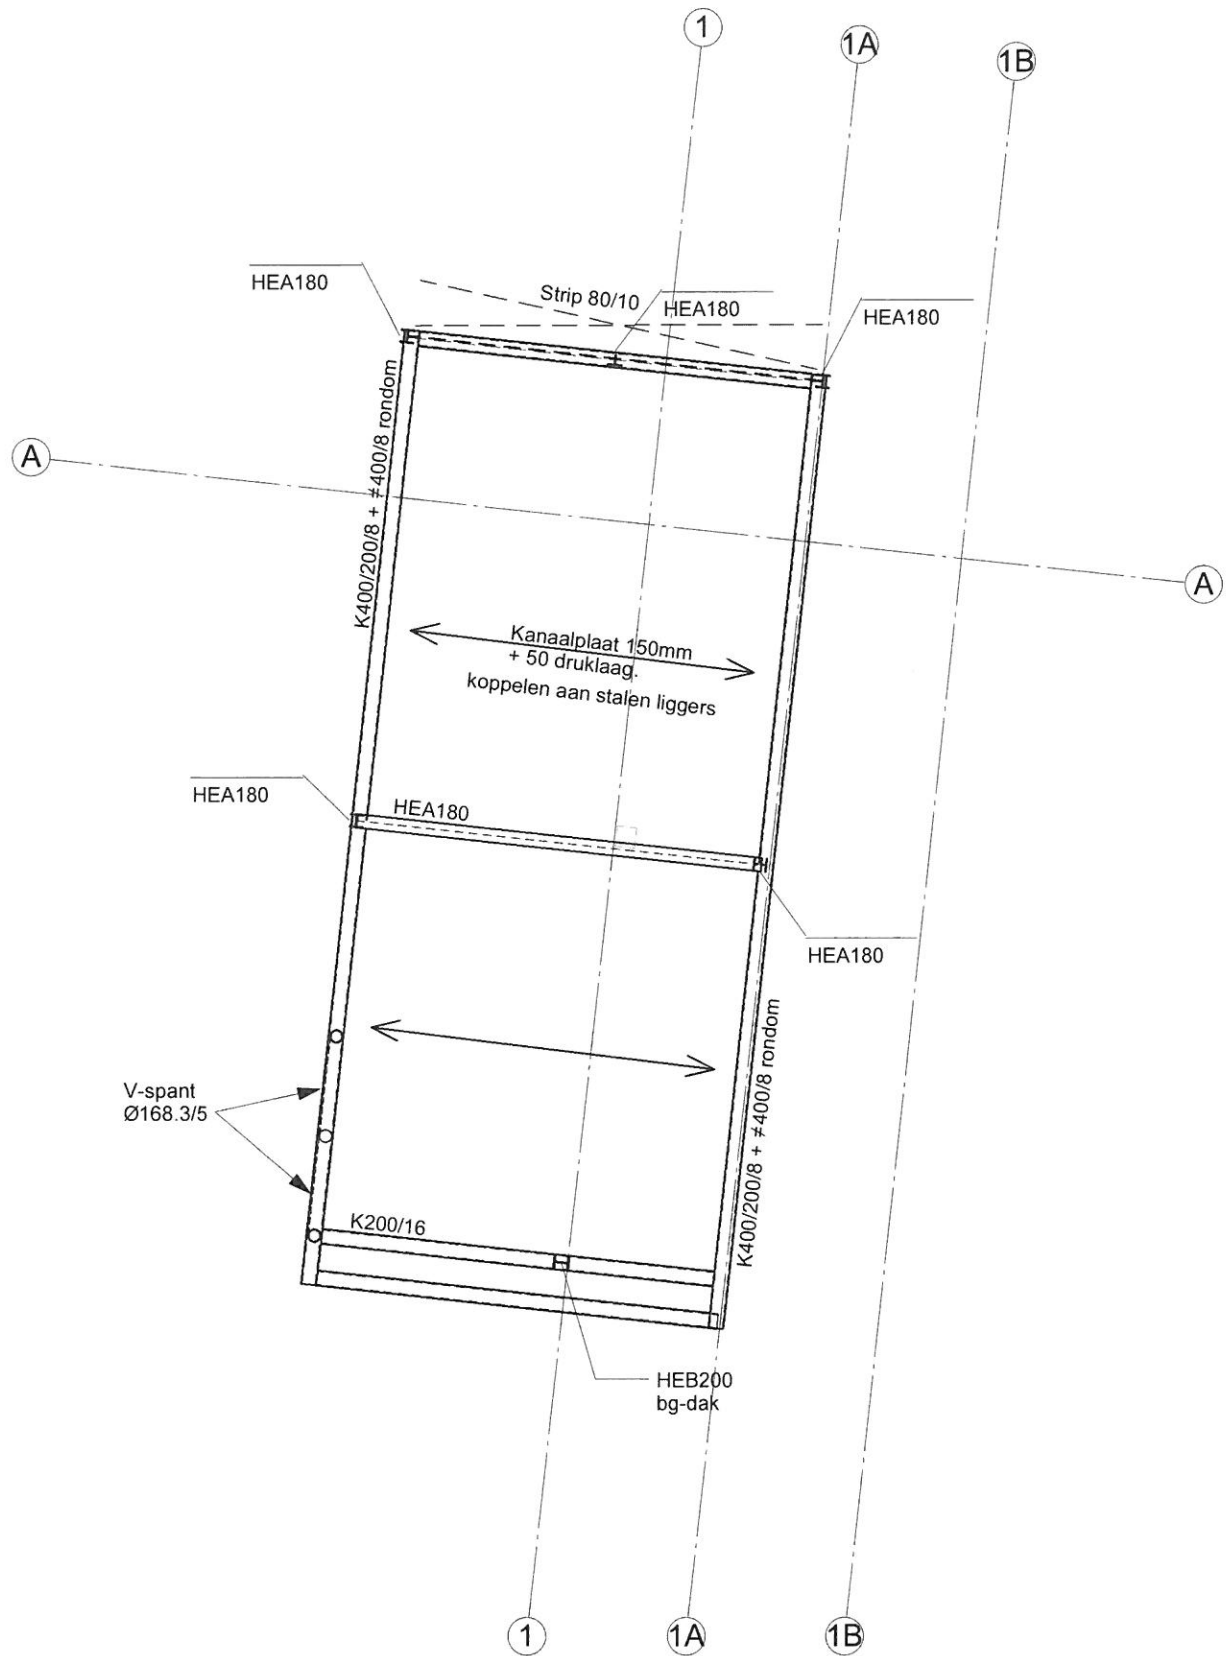 1
1A
1B
HEA180
Strip 80/10
HEA180
HEA180
K400/200/8 + ≠400/8 rondom
A
A
Kanaalplaat 150mm
+ 50 druklaag.
koppelen aan stalen liggers
HEA180
HEA180
HEA180
V-spant
Ø168.3/5
K400/200/8 + ≠400/8 rondom
K200/16
HEB200
bg-dak
1
1A
1B